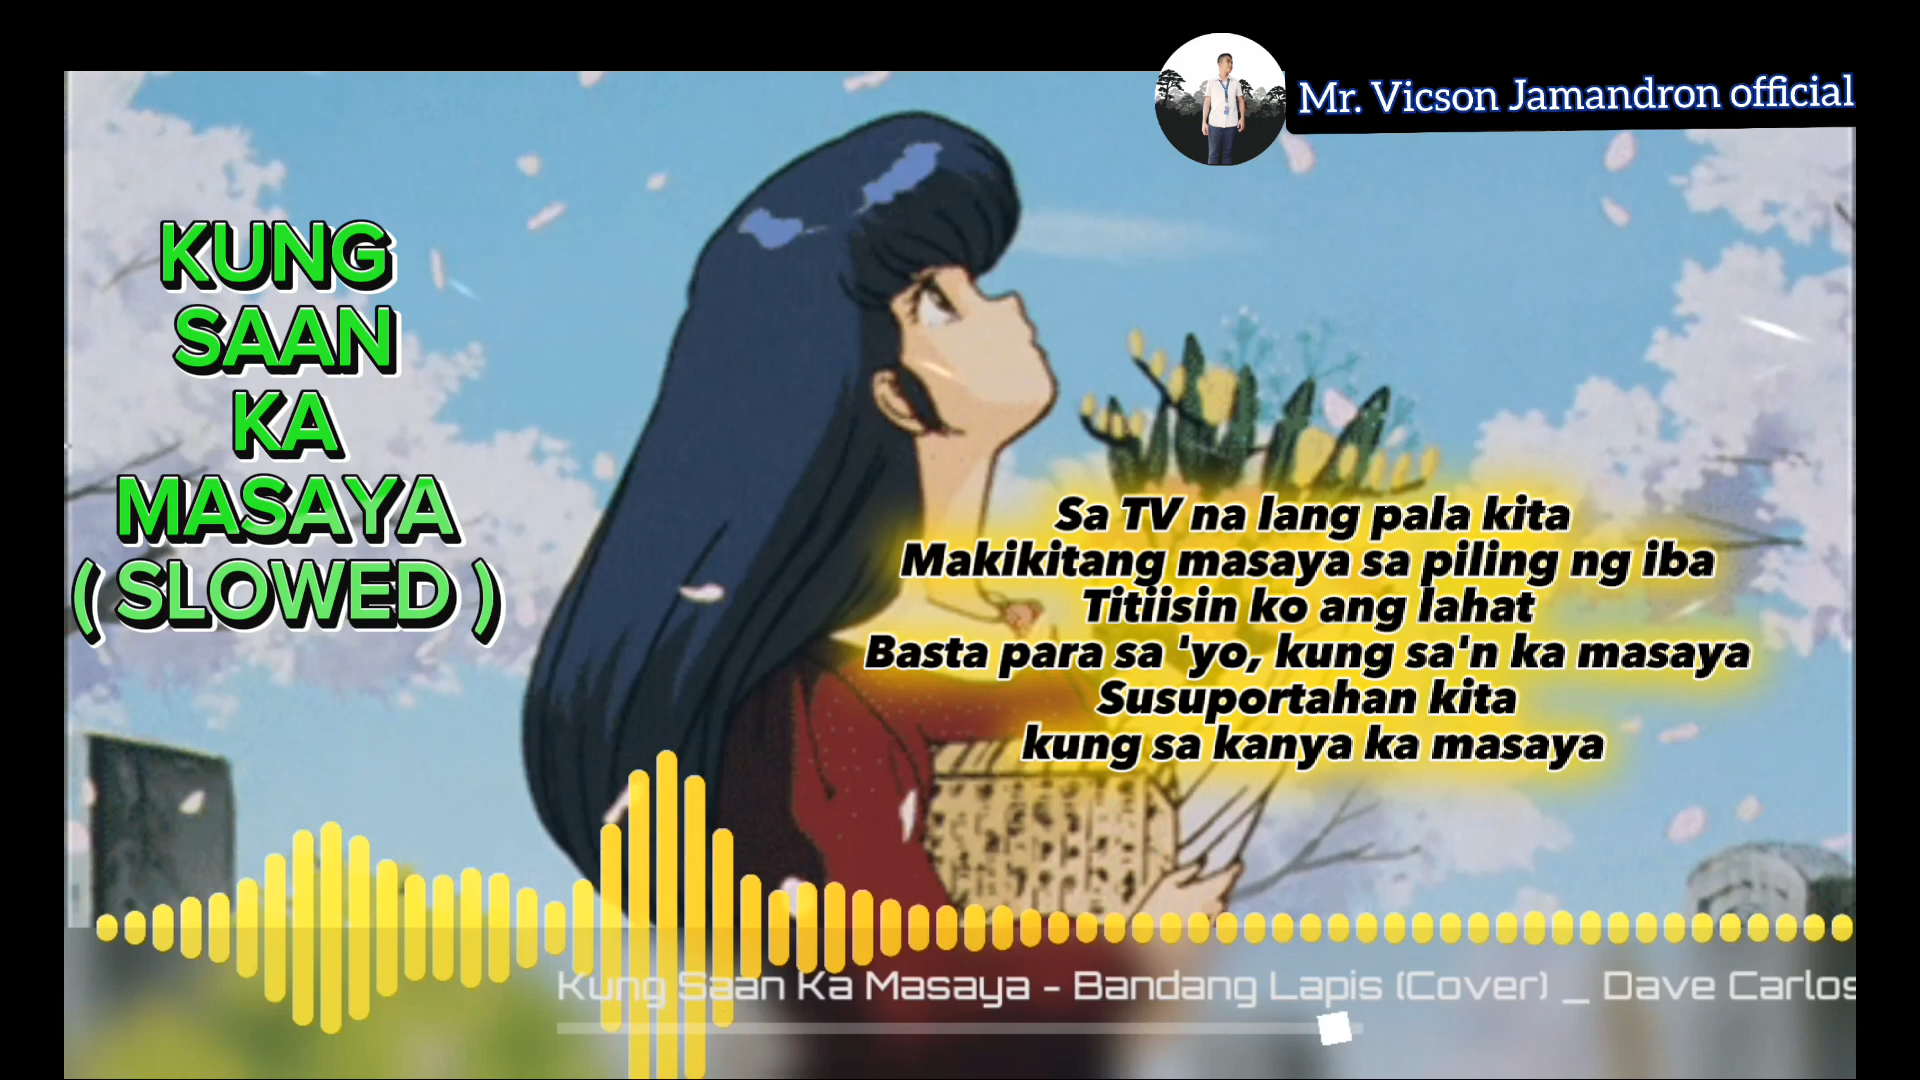 Mr. Vicson Jamandron official
KUNG
SAAN
KA
MASAYA
( SLOWED )
Sa TV na lang pala kita
Makikitang masaya sa piling ng iba
Titiisin ko ang lahat
Basta para sa 'yo, kung sa'n ka masaya
Susuportahan kita
kung sa kanya ka masaya
Kung Saan Ka Masaya - Bandang Lapis (Cover) _ Dave Carlos